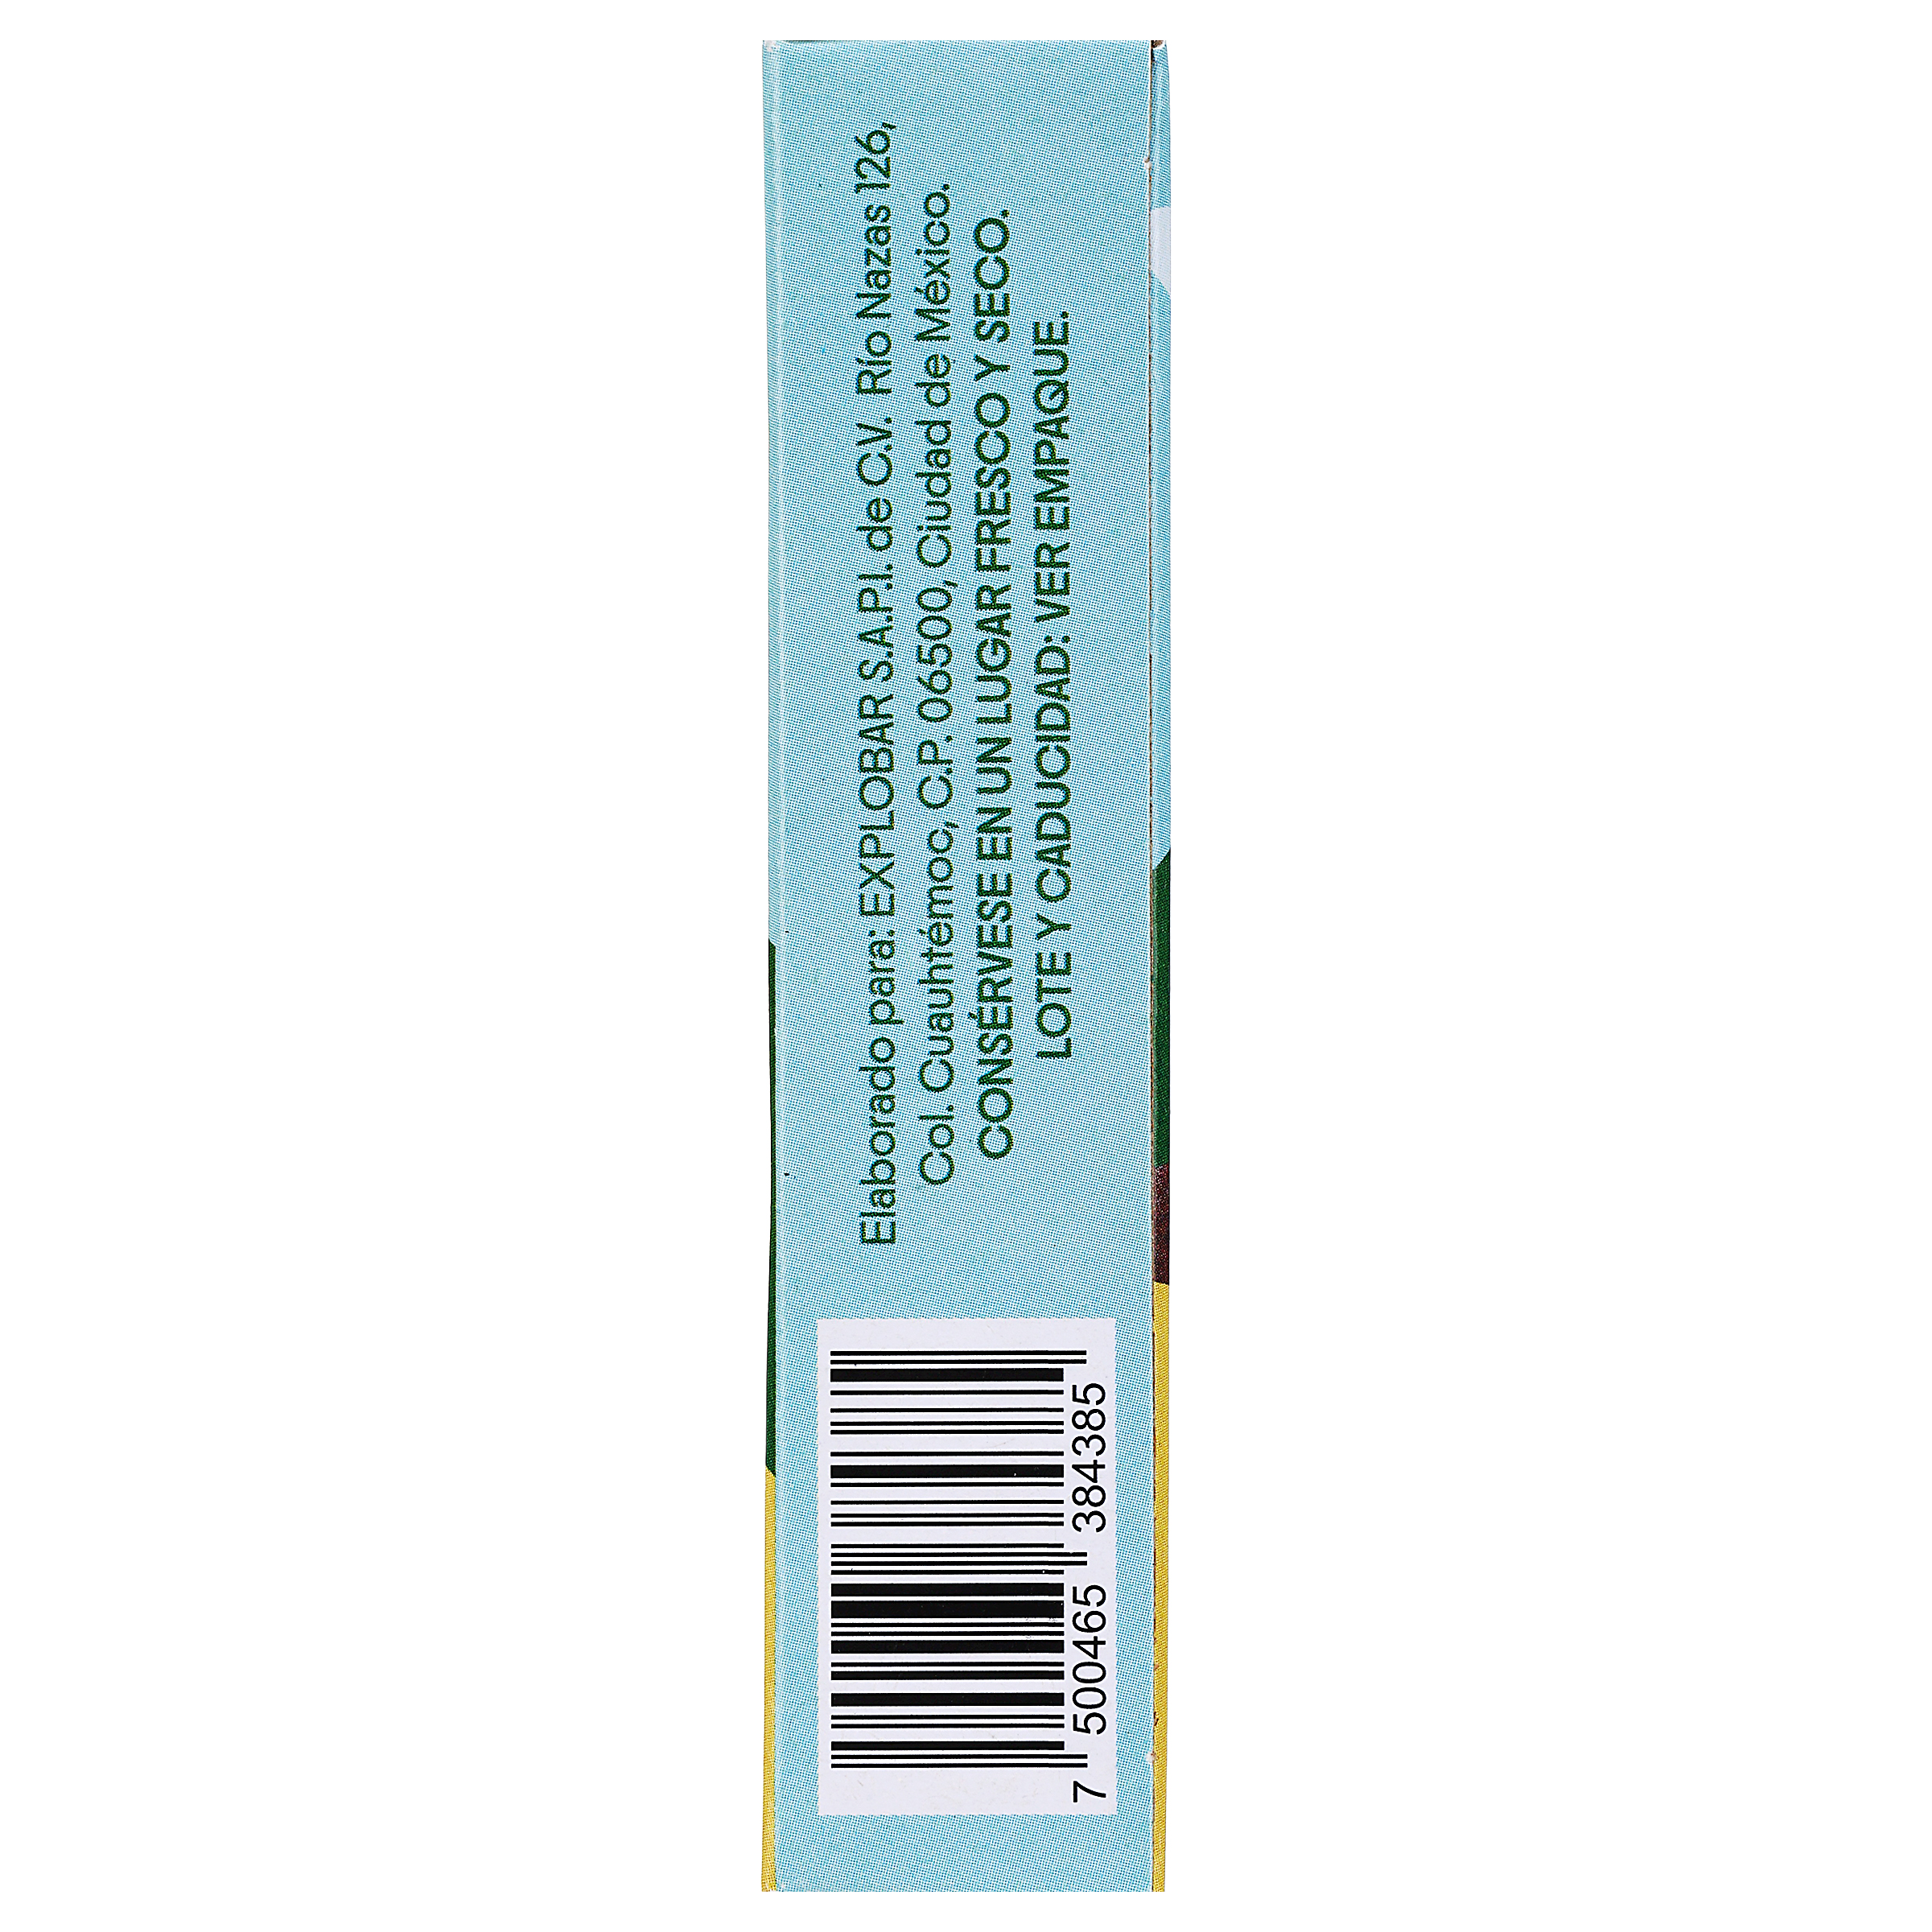 Elaborado para: EXPLOBAR S.A.P.I. de C.V. Río Nazas 126,
Col. Cuauhtémoc, C.P. 06500, Ciudad de México.
CONSÉRVESE EN UN LUGAR FRESCO Y SECO.
LOTE Y CADUCIDAD: VER EMPAQUE.
7 500465 384385